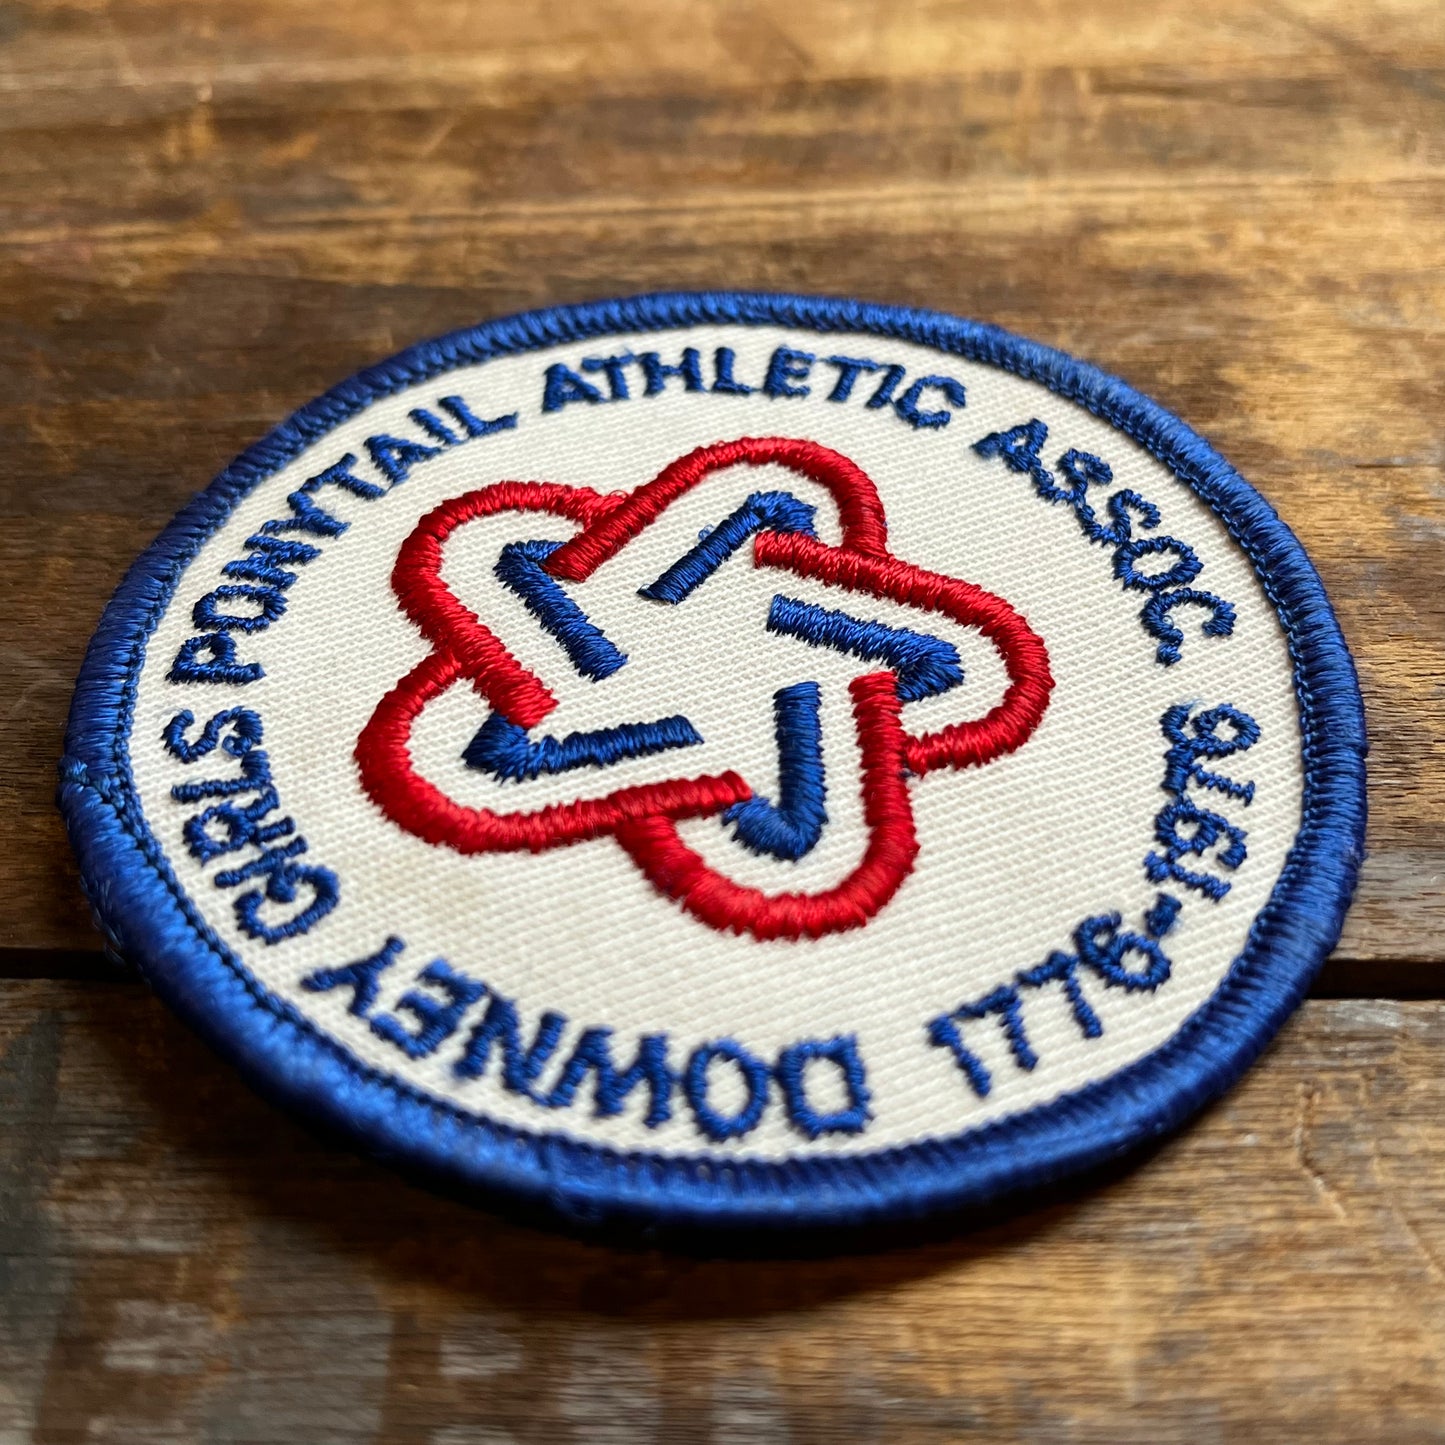 DOWNEY GIRLS PONYTAIL ATHLETIC ASSOC.
1776-1976